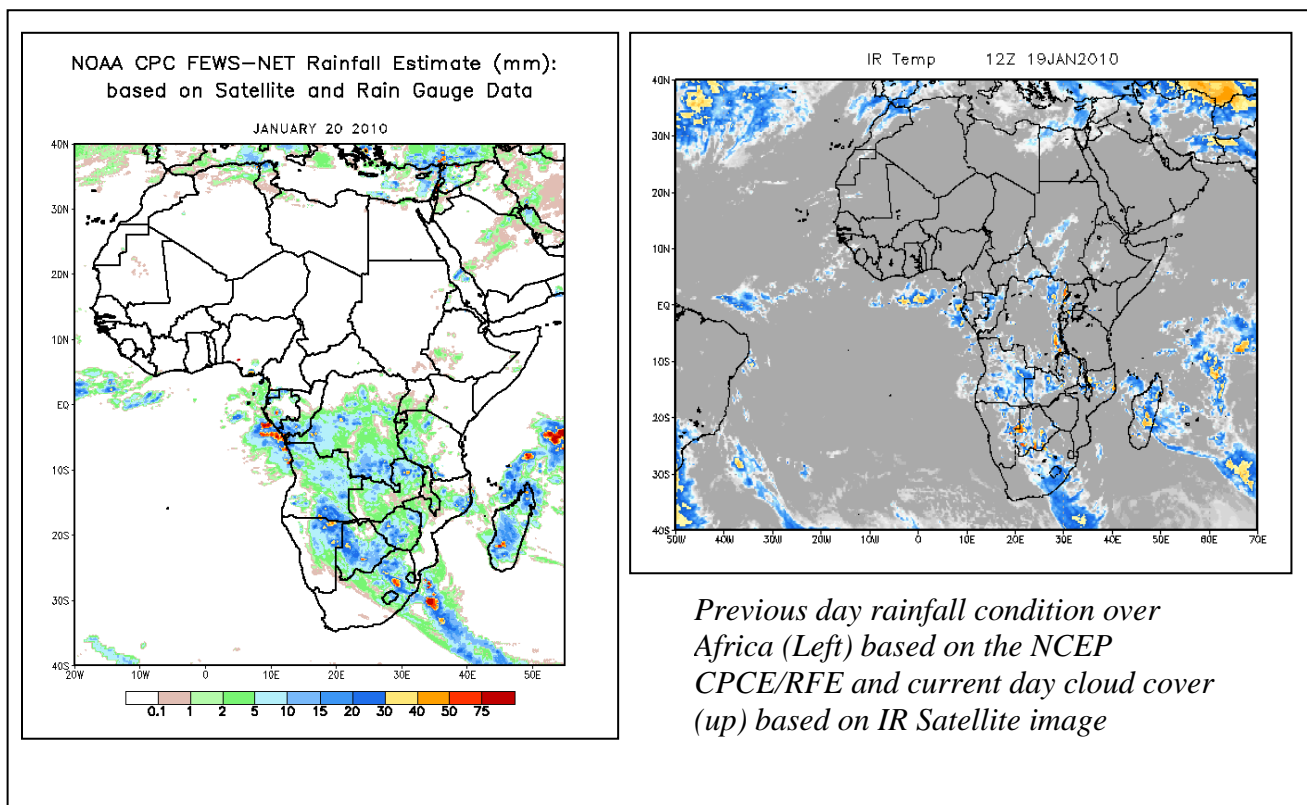 NOAA CPC FEWS-NET Rainfall Estimate (mm):
based on Satellite and Rain Gauge Data
JANUARY 20 2010
40N
30N
20N
10N
EQ
10S
20S
30S
40S
20W 10W 0 10E 20E 30E 40E 50E
0.1 1 2 5 10 15 20 30 40 50 75
IR Temp 12Z 19JAN2010
40N
30N
20N
10N
EQ
10S
20S
30S
40S
50W 40W 30W 20W 10W 0 10E 20E 30E 40E 50E 60E 70E
Previous day rainfall condition over
Africa (Left) based on the NCEP
CPCE/RFE and current day cloud cover
(up) based on IR Satellite image